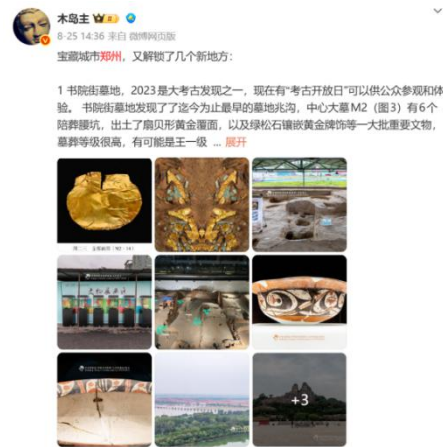 木岛主
8-25 14:36 来自 微博网页版
宝藏城市郑州，又解锁了几个新地方：
1 书院街墓地，2023是大考古发现之一，现在有“考古开放日”可以供公众参观和体
验。 书院街墓地发现了了迄今为止最早的墓地兆沟，中心大墓M2（图3）有6个
陪葬腰坑，出土了扇贝形黄金覆面，以及绿松石镶嵌黄金牌饰等一大批重要文物，
墓葬等级很高，有可能是王一级 ... 展开
+3